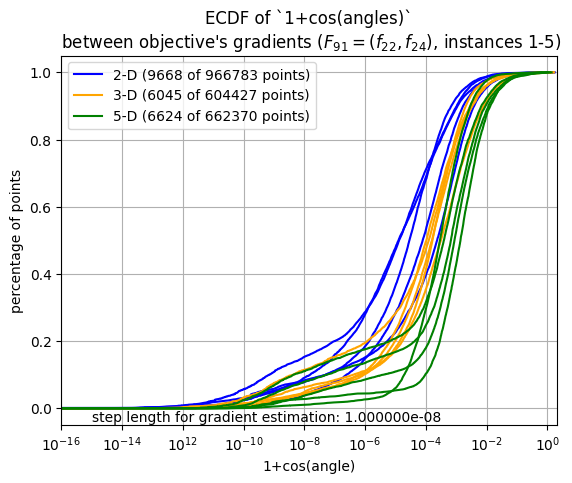 ECDF of `1+cos(angles)`
between objective's gradients (F₉₁ = (f₂₂, f₂₄), instances 1-5)
2-D (9668 of 966783 points)
3-D (6045 of 604427 points)
5-D (6624 of 662370 points)
percentage of points
1.0
0.8
0.6
0.4
0.2
0.0
step length for gradient estimation: 1.000000e-08
10⁻¹⁶ 10⁻¹⁴ 10⁻¹² 10⁻¹⁰ 10⁻⁸ 10⁻⁶ 10⁻⁴ 10⁻² 10⁰
1+cos(angle)